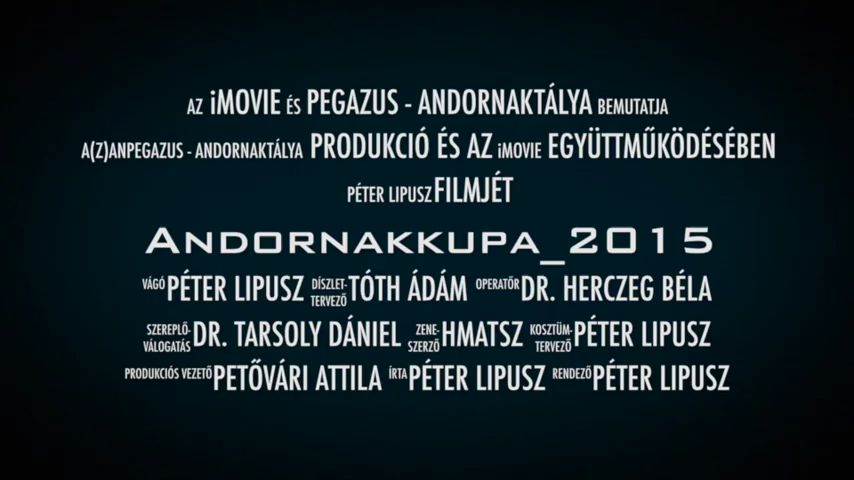 AZ iMOVIE ÉS PEGAZUS - ANDORNAKTÁLYA BEMUTATJA
A(Z)ANPEGAZUS - ANDORNAKTÁLYA PRODUKCIÓ ÉS AZ iMOVIE EGYÜTTMŰKÖDÉSÉBEN
PÉTER LIPUSZ FILMJÉT
ANDORNAKKUPA_2015
VÁGÓ PÉTER LIPUSZ DÍSZLET-TERVEZŐ TÓTH ÁDÁM OPERATŐR DR. HERCZEG BÉLA
SZEREPLŐ-VÁLOGATÁS DR. TARSOLY DÁNIEL ZENE-SZERZŐ HMATSZ KOSZTÜM-TERVEZŐ PÉTER LIPUSZ
PRODUKCIÓS VEZETŐ PETŐVÁRI ATTILA ÍRTA PÉTER LIPUSZ RENDEZŐ PÉTER LIPUSZ